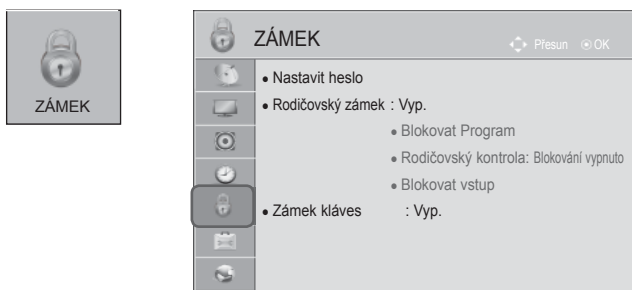 ZÁMEK
ZÁMEK
Přesun OK
• Nastavit heslo
• Rodičovský zámek : Vyp.
• Blokovat Program
• Rodičovský kontrola: Blokování vypnuto
• Blokovat vstup
• Zámek kláves : Vyp.